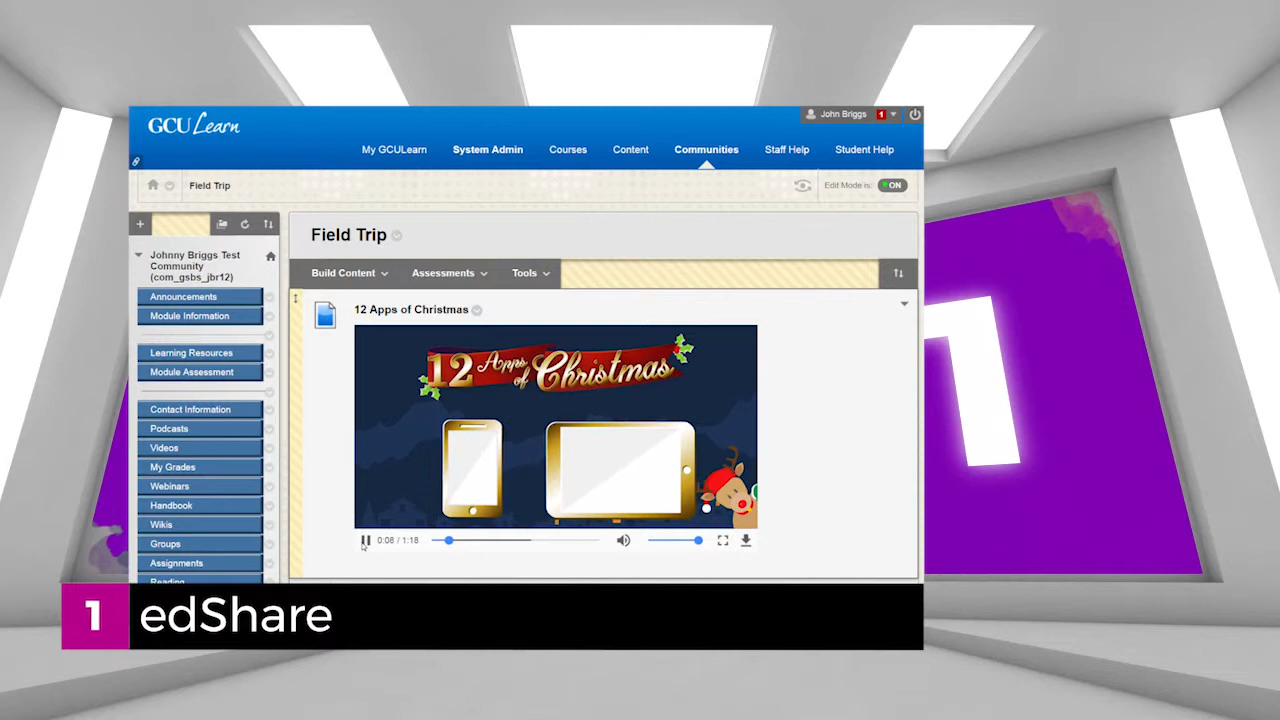 John Briggs 1
GCU Learn
My GCULearn System Admin Courses Content Communities Staff Help Student Help
Field Trip
Edit Mode is: ON
Johnny Briggs Test
Community
(com_gsbs_jbr12)
Announcements
Module Information
Learning Resources
Module Assessment
Contact Information
Podcasts
Videos
My Grades
Webinars
Handbook
Wikis
Groups
Assignments
Reading
Field Trip
Build Content Assessments Tools
12 Apps of Christmas
12 Apps
of Christmas
0:08 / 1:18
1
1 edShare